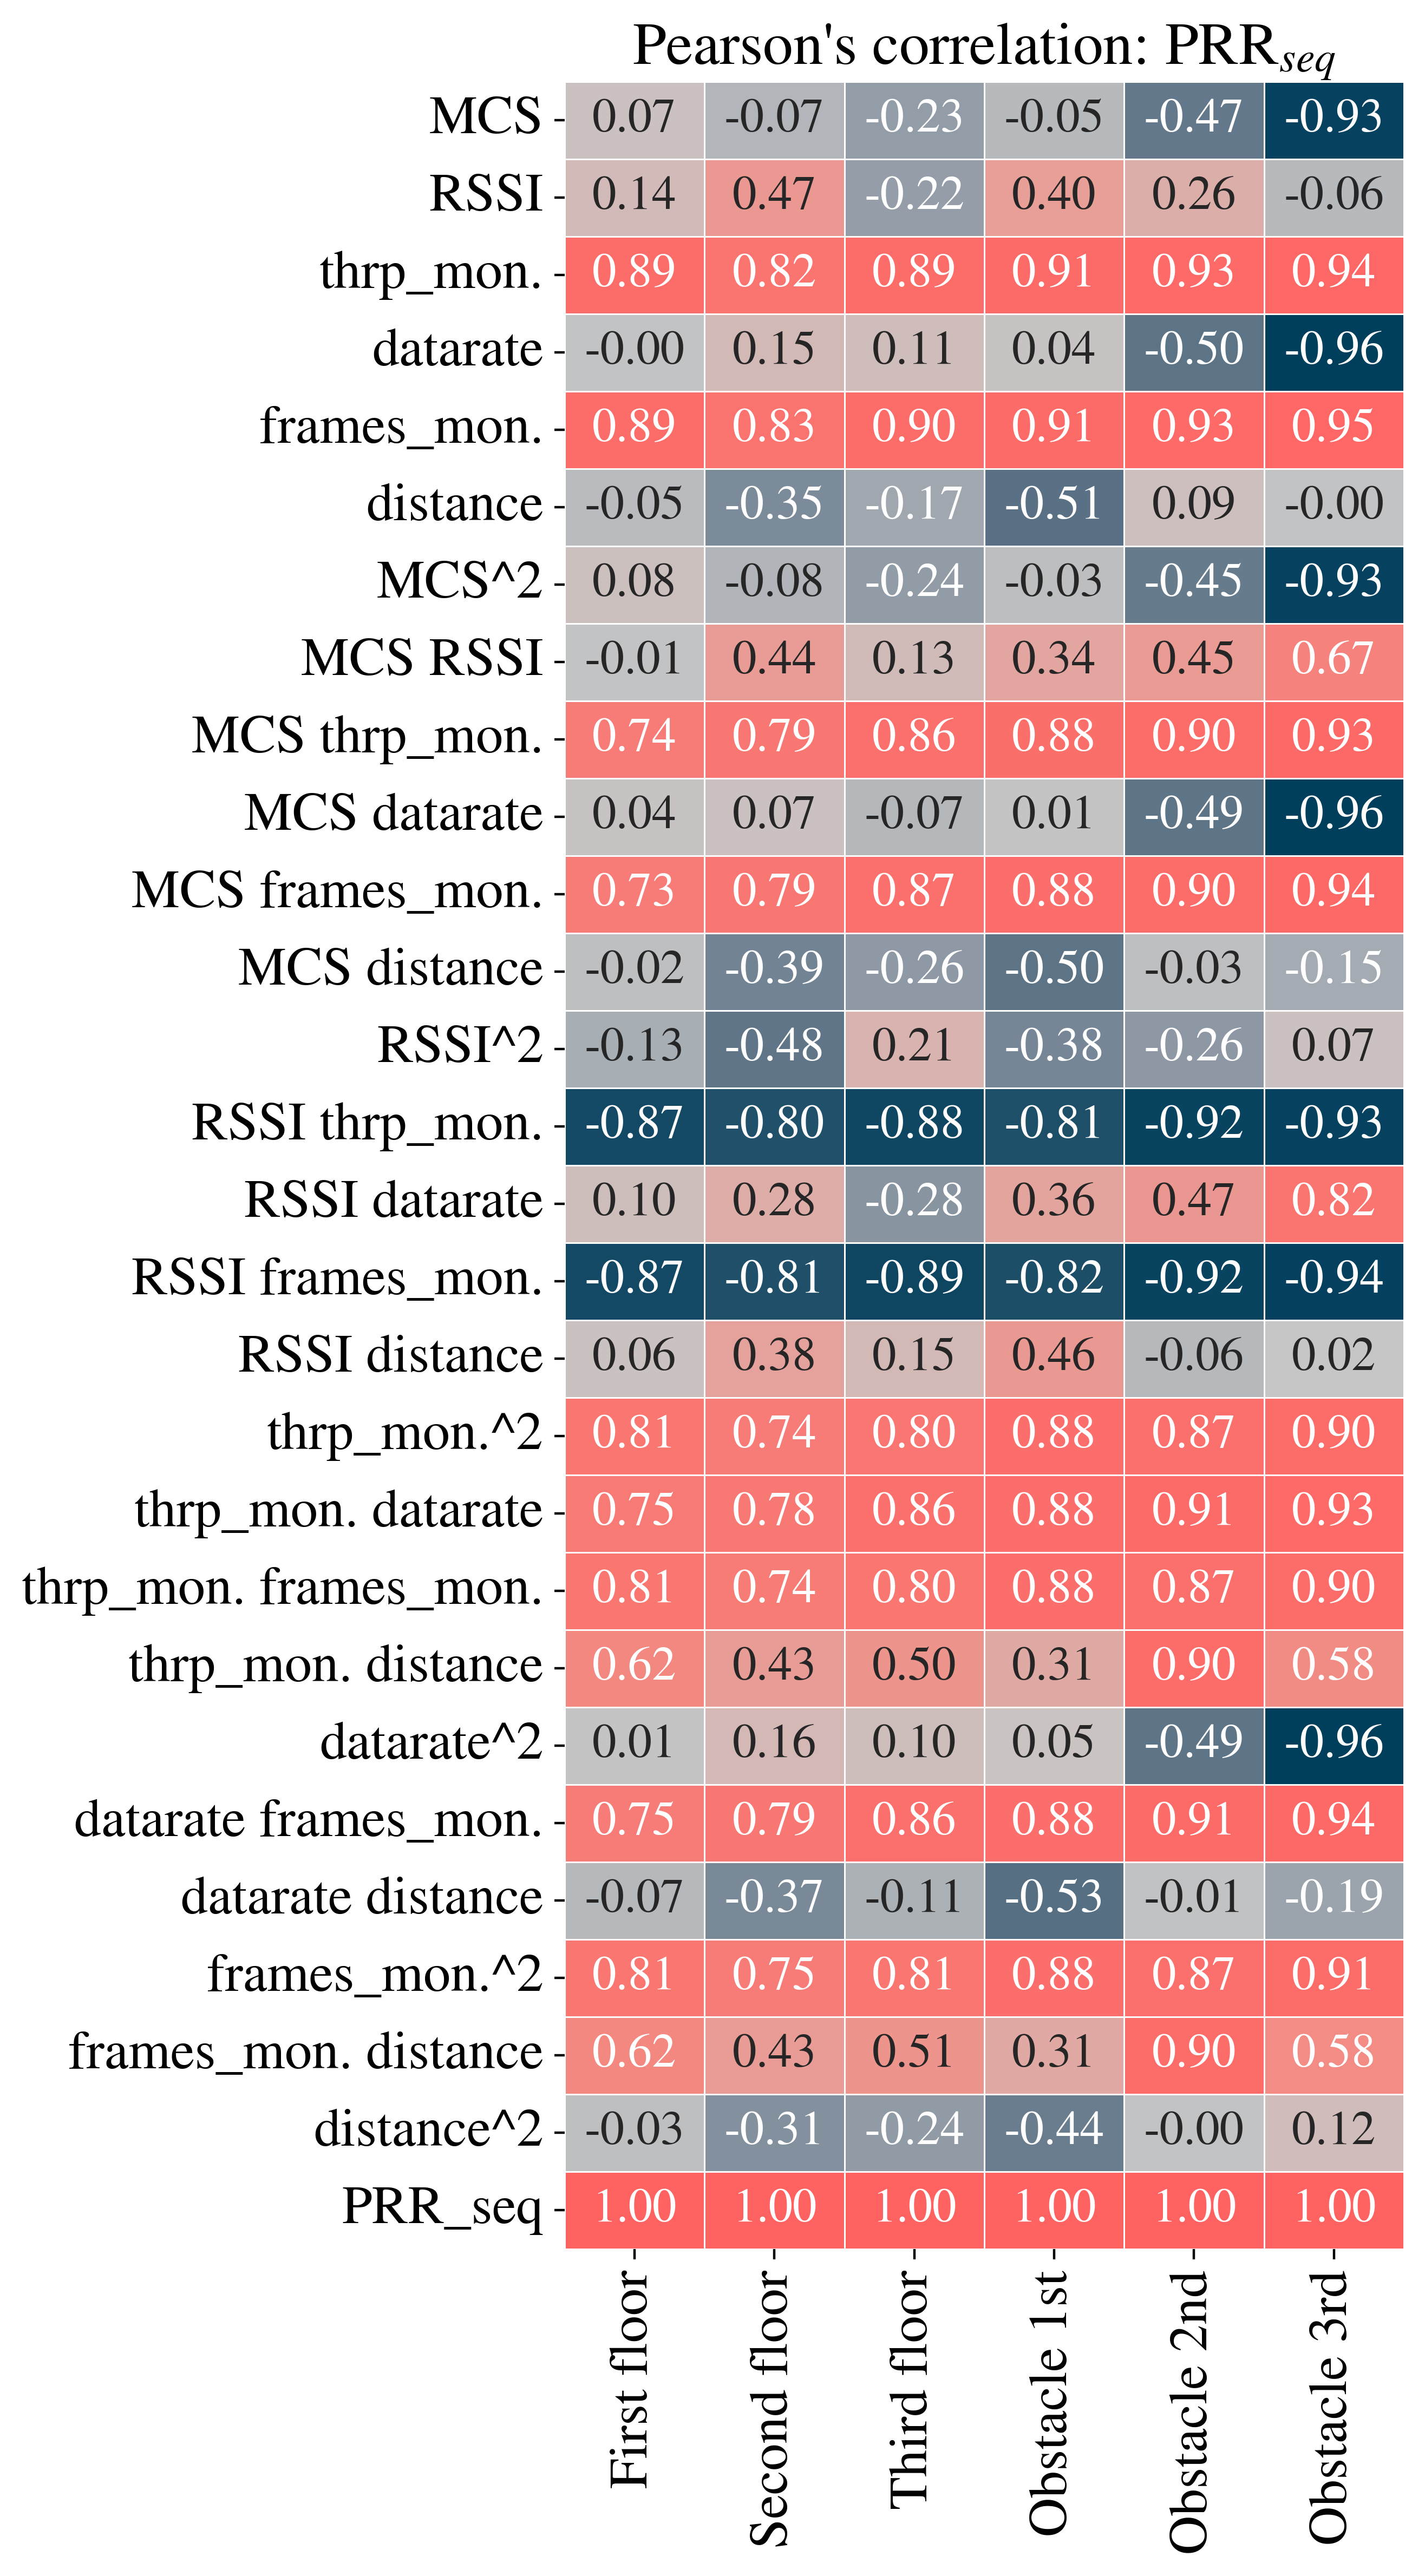 Pearson's correlation: PRR_seq
MCS 0.07 -0.07 -0.23 -0.05 -0.47 -0.93
RSSI 0.14 0.47 -0.22 0.40 0.26 -0.06
thrp_mon. 0.89 0.82 0.89 0.91 0.93 0.94
datarate -0.00 0.15 0.11 0.04 -0.50 -0.96
frames_mon. 0.89 0.83 0.90 0.91 0.93 0.95
distance -0.05 -0.35 -0.17 -0.51 0.09 -0.00
MCS^2 0.08 -0.08 -0.24 -0.03 -0.45 -0.93
MCS RSSI -0.01 0.44 0.13 0.34 0.45 0.67
MCS thrp_mon. 0.74 0.79 0.86 0.88 0.90 0.93
MCS datarate 0.04 0.07 -0.07 0.01 -0.49 -0.96
MCS frames_mon. 0.73 0.79 0.87 0.88 0.90 0.94
MCS distance -0.02 -0.39 -0.26 -0.50 -0.03 -0.15
RSSI^2 -0.13 -0.48 0.21 -0.38 -0.26 0.07
RSSI thrp_mon. -0.87 -0.80 -0.88 -0.81 -0.92 -0.93
RSSI datarate 0.10 0.28 -0.28 0.36 0.47 0.82
RSSI frames_mon. -0.87 -0.81 -0.89 -0.82 -0.92 -0.94
RSSI distance 0.06 0.38 0.15 0.46 -0.06 0.02
thrp_mon.^2 0.81 0.74 0.80 0.88 0.87 0.90
thrp_mon. datarate 0.75 0.78 0.86 0.88 0.91 0.93
thrp_mon. frames_mon. 0.81 0.74 0.80 0.88 0.87 0.90
thrp_mon. distance 0.62 0.43 0.50 0.31 0.90 0.58
datarate^2 0.01 0.16 0.10 0.05 -0.49 -0.96
datarate frames_mon. 0.75 0.79 0.86 0.88 0.91 0.94
datarate distance -0.07 -0.37 -0.11 -0.53 -0.01 -0.19
frames_mon.^2 0.81 0.75 0.81 0.88 0.87 0.91
frames_mon. distance 0.62 0.43 0.51 0.31 0.90 0.58
distance^2 -0.03 -0.31 -0.24 -0.44 -0.00 0.12
PRR_seq 1.00 1.00 1.00 1.00 1.00 1.00
First floor
Second floor
Third floor
Obstacle 1st
Obstacle 2nd
Obstacle 3rd